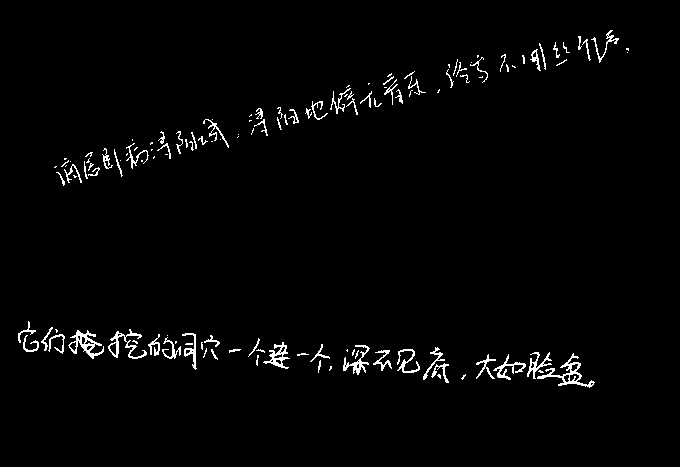 滴居卧病浔阳城，浔阳地僻无音乐，终岁不闻丝竹声。
它们挖的洞穴一个连一个，深不见底，大如脸盆。